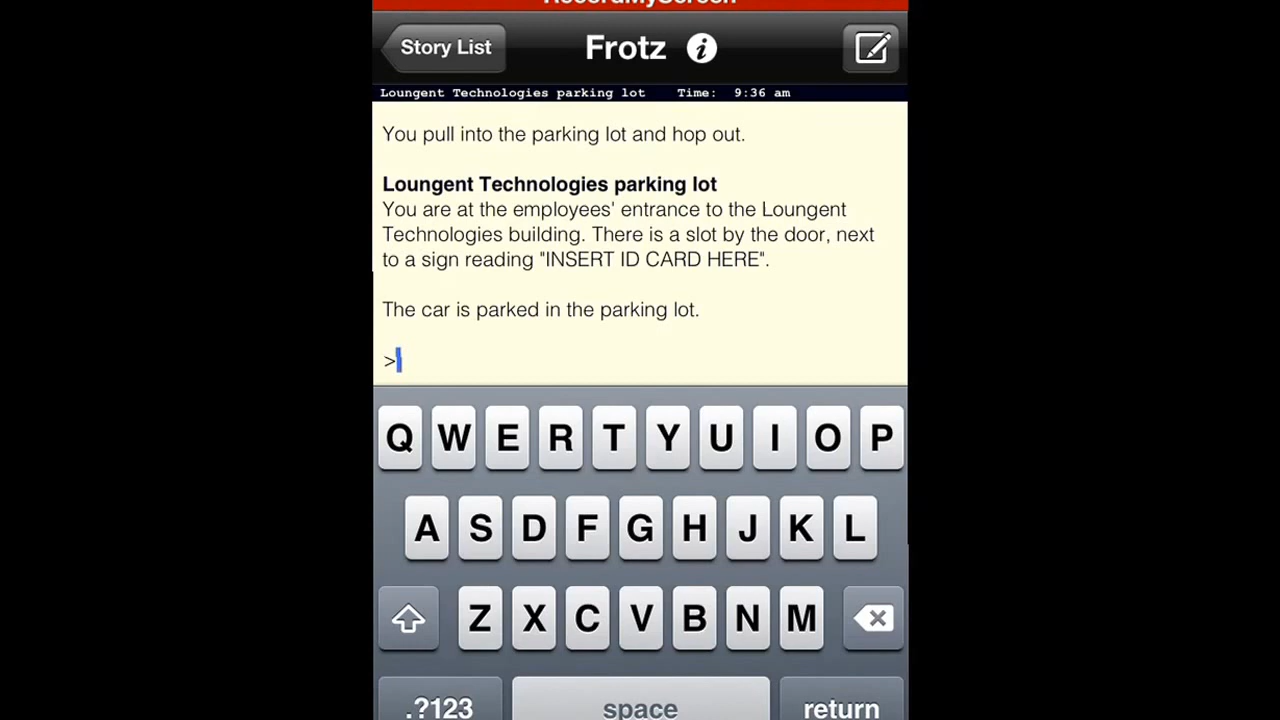 RecordMyScreen
Story List
Frotz
Loungent Technologies parking lot Time: 9:36 am
You pull into the parking lot and hop out.
Loungent Technologies parking lot
You are at the employees' entrance to the Loungent
Technologies building. There is a slot by the door, next
to a sign reading "INSERT ID CARD HERE".
The car is parked in the parking lot.
>
Q W E R T Y U I O P
A S D F G H J K L
Z X C V B N M
.?123 space return